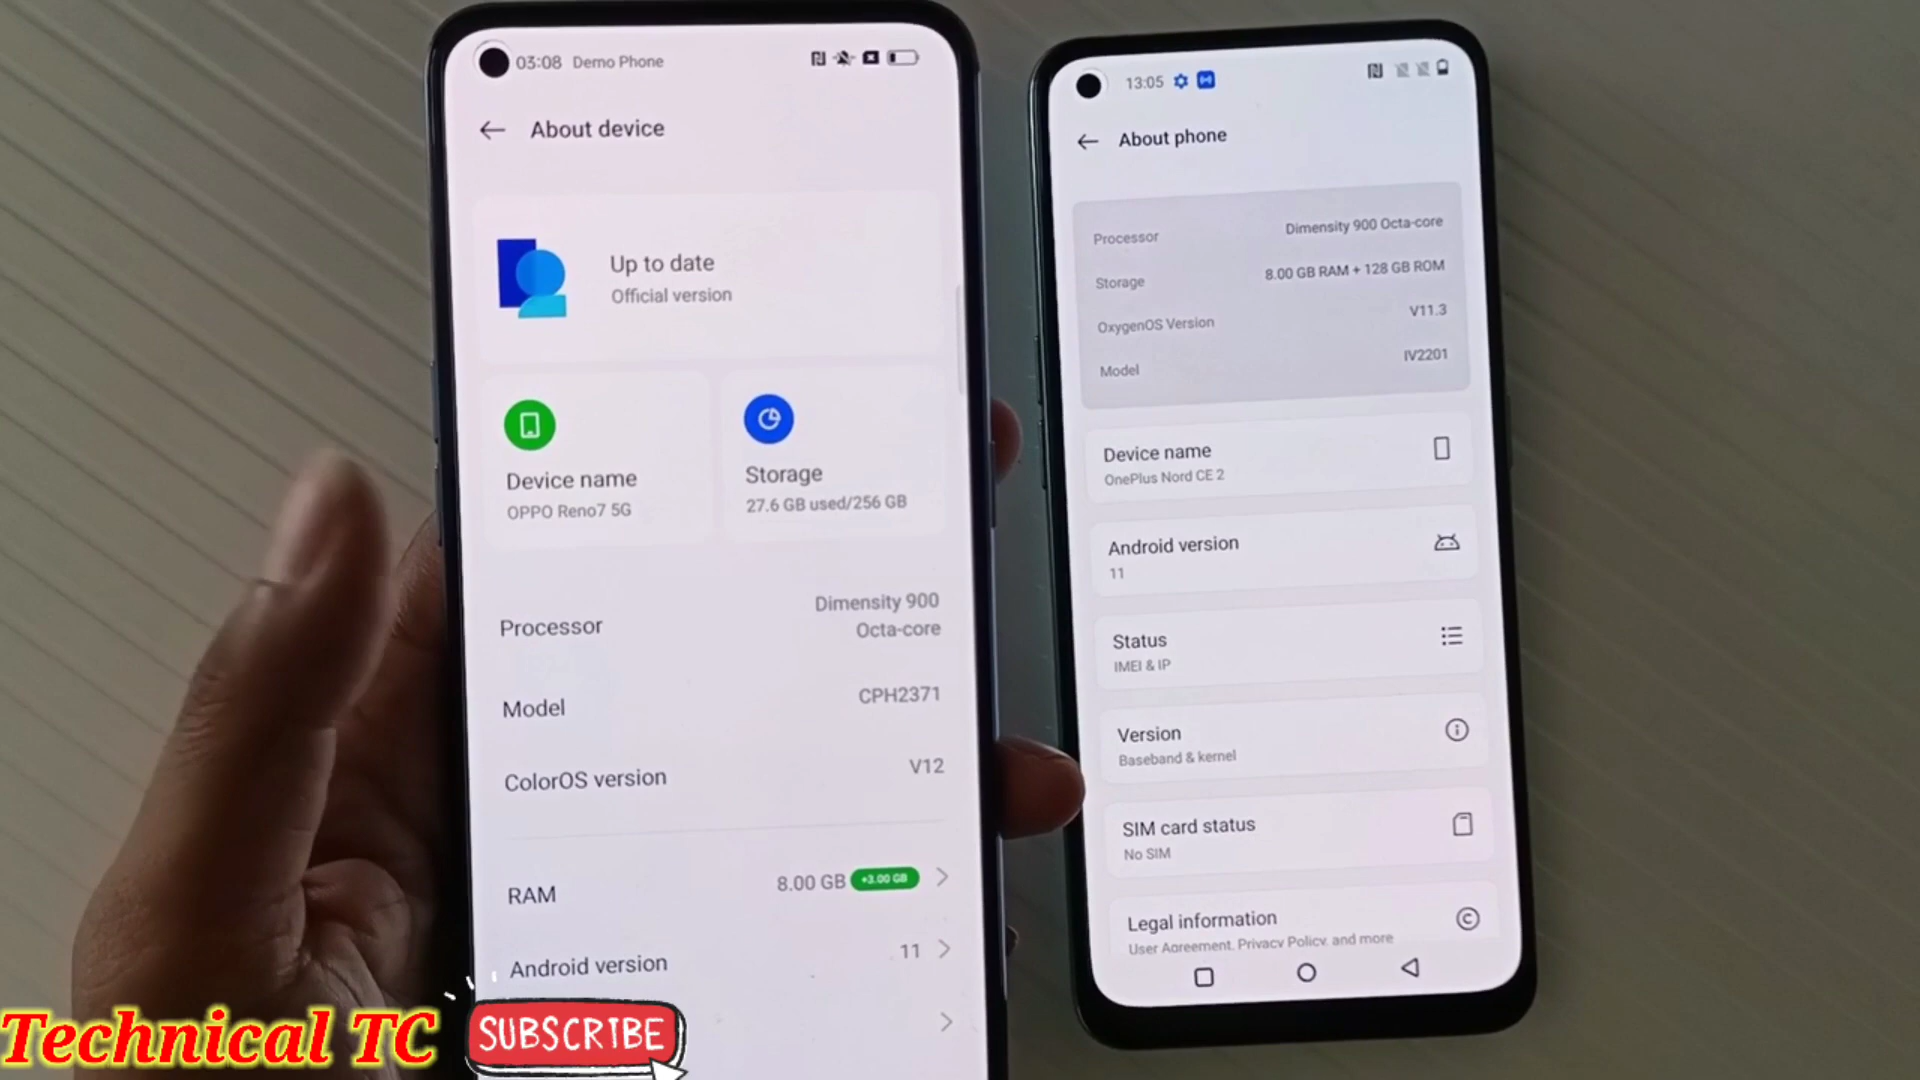 03:08 Demo Phone
About device
Up to date
Official version
Device name
OPPO Reno7 5G
Storage
27.6 GB used/256 GB
Processor
Dimensity 900
Octa-core
Model
CPH2371
ColorOS version
V12
RAM
8.00 GB +3.00 GB
Android version
11
13:05
About phone
Processor
Dimensity 900 Octa-core
Storage
8.00 GB RAM + 128 GB ROM
OxygenOS Version
V11.3
Model
IV2201
Device name
OnePlus Nord CE 2
Android version
11
Status
IMEI & IP
Version
Baseband & kernel
SIM card status
No SIM
Legal information
User Agreement, Privacy Policy, and more
Technical TC
SUBSCRIBE